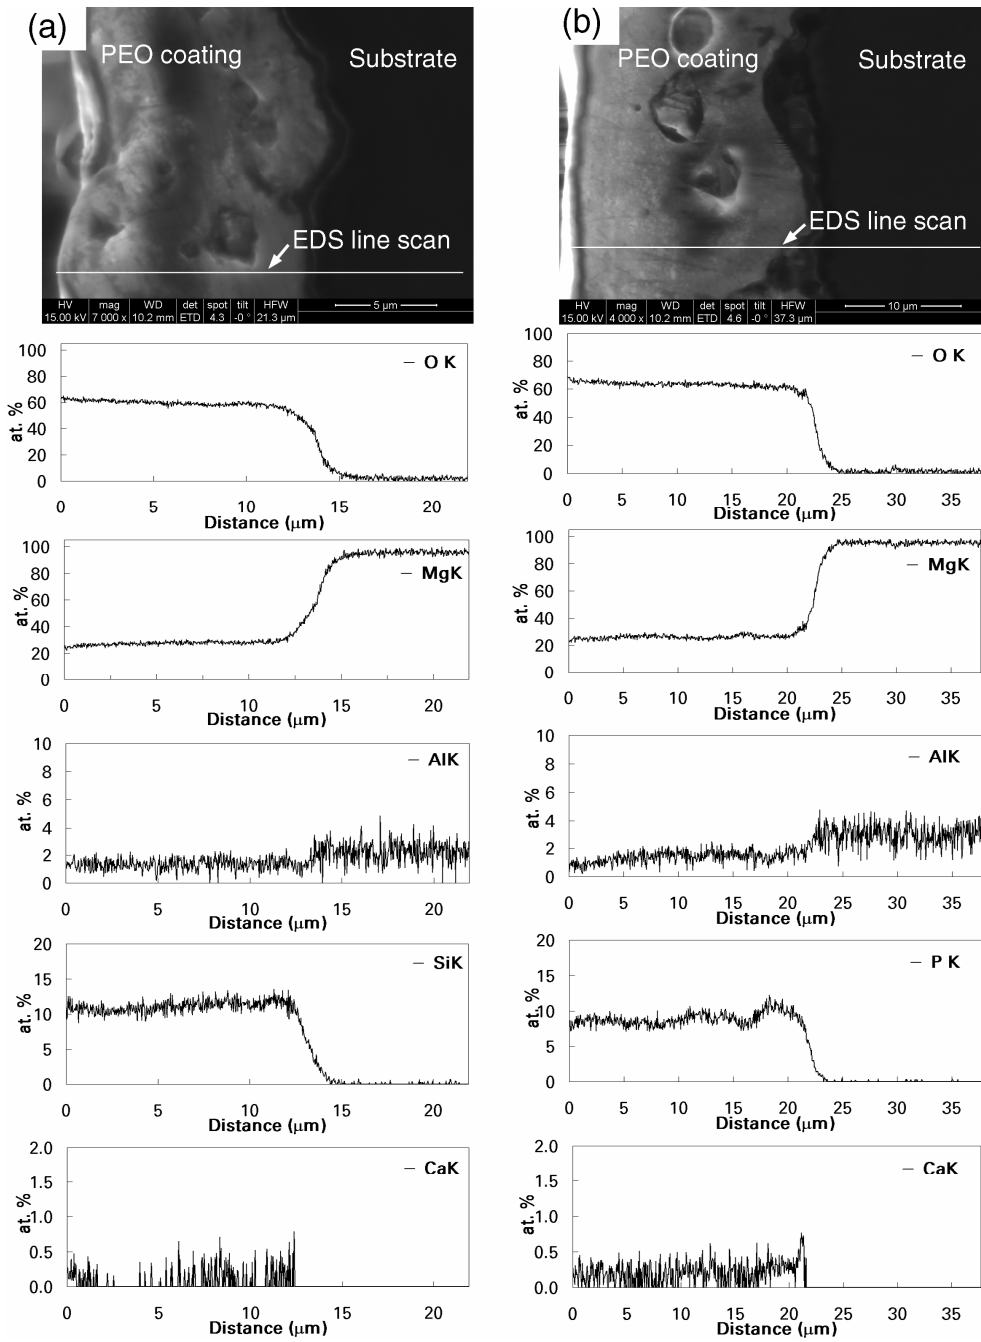 (a)
PEO coating
Substrate
EDS line scan
HV mag WD det spot tilt HFW
15.00 kV 7 000 x 10.2 mm ETD 4.3 -0 ° 21.3 µm
5 µm
100
80
60
40
20
0
at. %
O K
0 5 10 15 20
Distance (µm)
100
80
60
40
20
0
at. %
MgK
0 5 10 15 20
Distance (µm)
10
8
6
4
2
0
at. %
AlK
0 5 10 15 20
Distance (µm)
20
15
10
5
0
at. %
SiK
0 5 10 15 20
Distance (µm)
2.0
1.5
1.0
0.5
0.0
at. %
CaK
0 5 10 15 20
Distance (µm)
(b)
PEO coating
Substrate
EDS line scan
HV mag WD det spot tilt HFW
15.00 kV 4 000 x 10.2 mm ETD 4.6 -0 ° 37.3 µm
10 µm
100
80
60
40
20
0
at. %
O K
0 5 10 15 20 25 30 35
Distance (µm)
100
80
60
40
20
0
at. %
MgK
0 5 10 15 20 25 30 35
Distance (µm)
10
8
6
4
2
0
at. %
AlK
0 5 10 15 20 25 30 35
Distance (µm)
20
15
10
5
0
at. %
P K
0 5 10 15 20 25 30 35
Distance (µm)
2.0
1.5
1.0
0.5
0.0
at. %
CaK
0 5 10 15 20 25 30 35
Distance (µm)